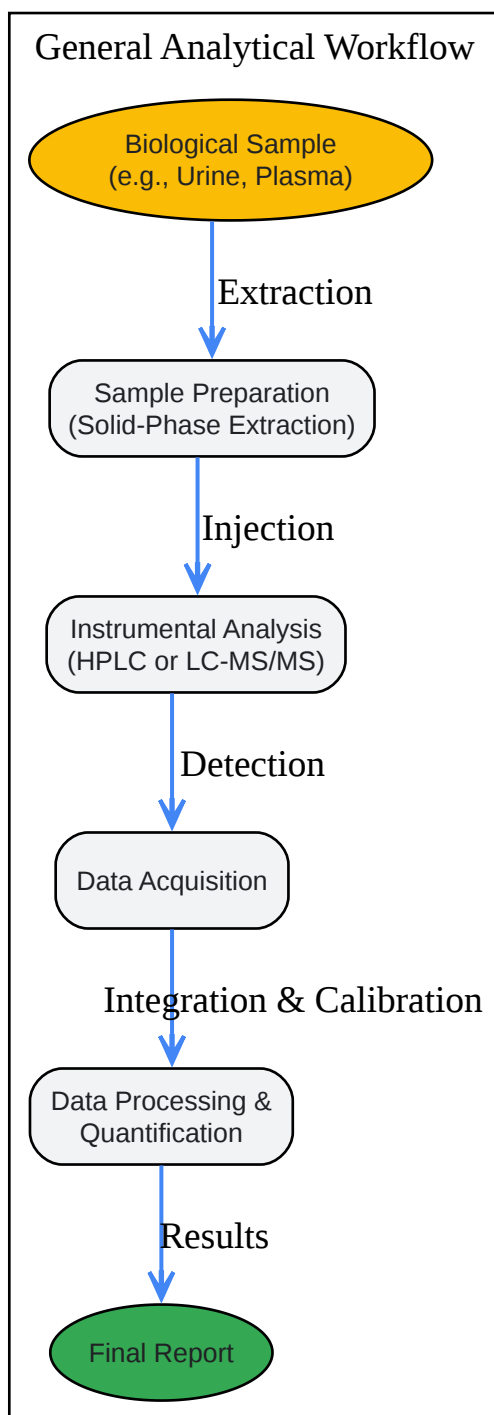 General Analytical Workflow
Biological Sample
(e.g., Urine, Plasma)
Extraction
Sample Preparation
(Solid-Phase Extraction)
Injection
Instrumental Analysis
(HPLC or LC-MS/MS)
Detection
Data Acquisition
Integration & Calibration
Data Processing &
Quantification
Results
Final Report